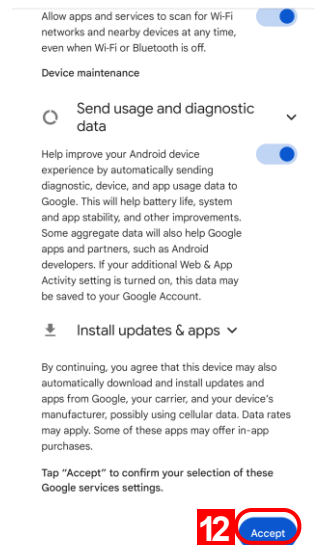 Allow apps and services to scan for Wi-Fi
networks and nearby devices at any time,
even when Wi-Fi or Bluetooth is off.
Device maintenance
Send usage and diagnostic
data
Help improve your Android device
experience by automatically sending
diagnostic, device, and app usage data to
Google. This will help battery life, system
and app stability, and other improvements.
Some aggregate data will also help Google
apps and partners, such as Android
developers. If your additional Web & App
Activity setting is turned on, this data may
be saved to your Google Account.
Install updates & apps
By continuing, you agree that this device may also
automatically download and install updates and
apps from Google, your carrier, and your device's
manufacturer, possibly using cellular data. Data rates
may apply. Some of these apps may offer in-app
purchases.
Tap "Accept" to confirm your selection of these
Google services settings.
12 Accept